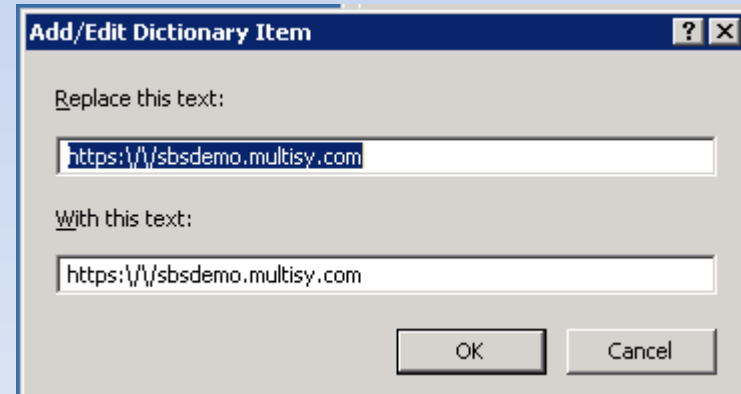 Add/Edit Dictionary Item
Replace this text:
https:\/\/sbsdemo.multisy.com
With this text:
https:\/\/sbsdemo.multisy.com
OK
Cancel